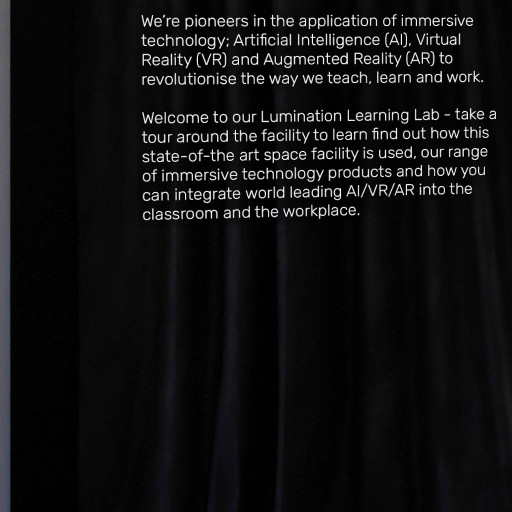 We're pioneers in the application of immersive
technology; Artificial Intelligence (AI), Virtual
Reality (VR) and Augmented Reality (AR) to
revolutionise the way we teach, learn and work.
Welcome to our Lumination Learning Lab - take a
tour around the facility to learn find out how this
state-of-the art space facility is used, our range
of immersive technology products and how you
can integrate world leading AI/VR/AR into the
classroom and the workplace.